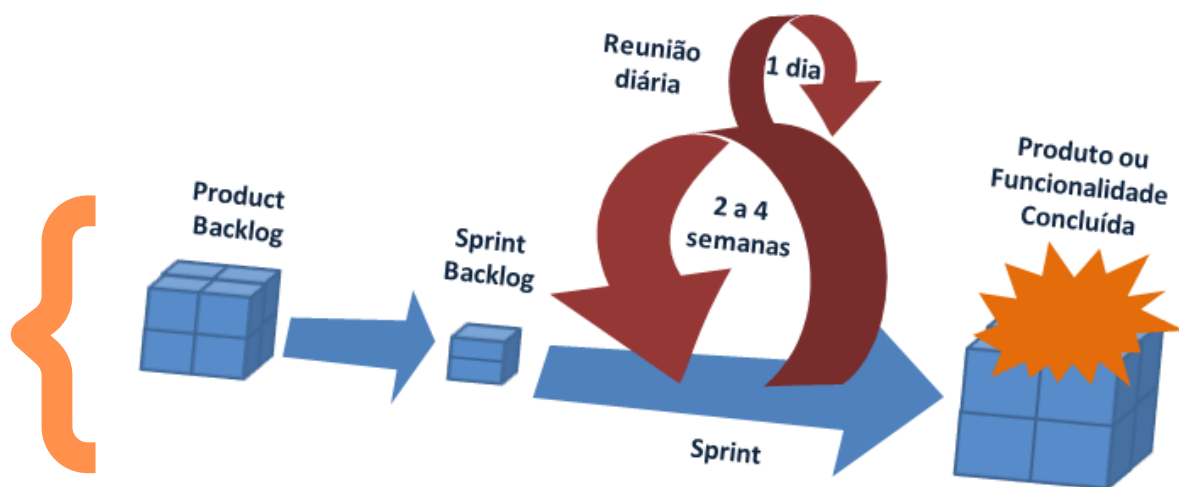 Product
Backlog
Sprint
Backlog
Reunião
diária
1 dia
2 a 4
semanas
Sprint
Produto ou
Funcionalidade
Concluída